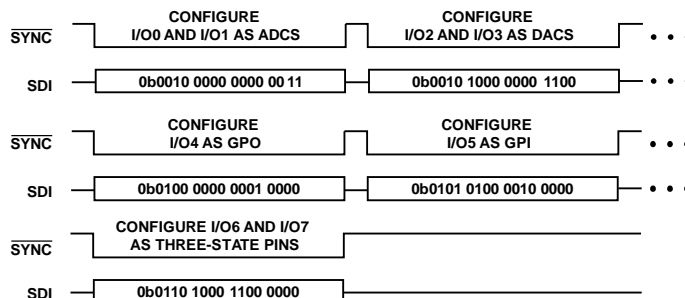 CONFIGURE CONFIGURE
I/O0 AND I/O1 AS ADCS I/O2 AND I/O3 AS DACS
SYNC
SDI 0b0010 0000 0000 0011 0b0010 1000 0000 1100
CONFIGURE CONFIGURE
I/O4 AS GPO I/O5 AS GPI
SYNC
SDI 0b0100 0000 0001 0000 0b0101 0100 0010 0000
CONFIGURE I/O6 AND I/O7
AS THREE-STATE PINS
SYNC
SDI 0b0110 1000 1100 0000